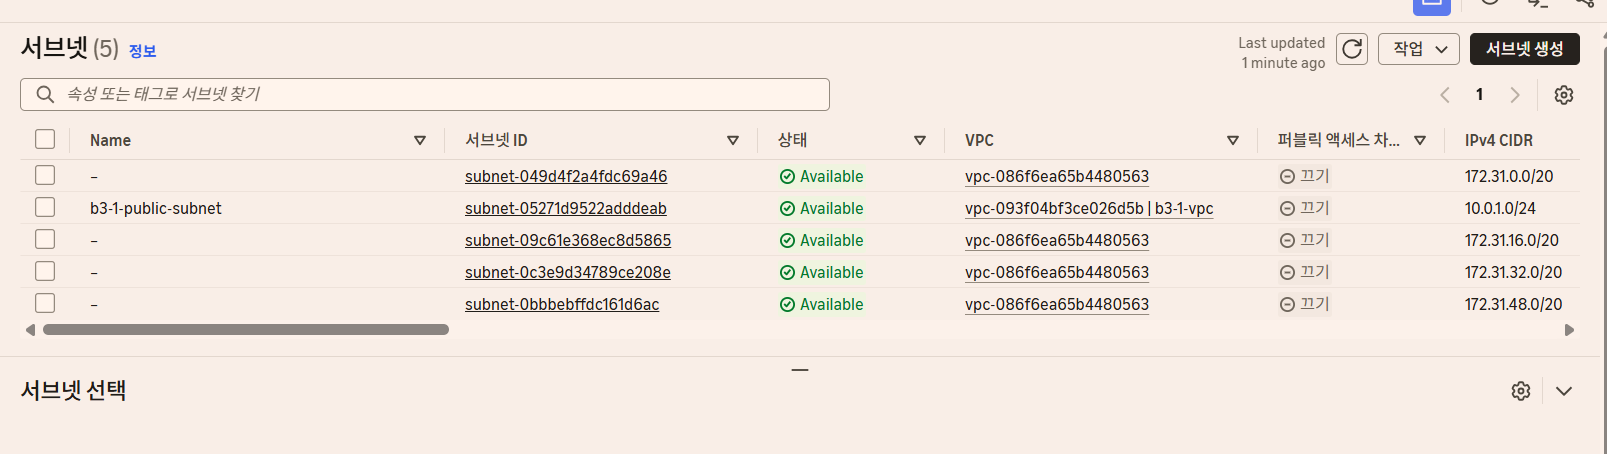 서브넷 (5) 정보
Last updated
1 minute ago
작업
서브넷 생성
속성 또는 태그로 서브넷 찾기
1
Name 서브넷 ID 상태 VPC 퍼블릭 액세스 차... IPv4 CIDR
– subnet-049d4f2a4fdc69a46 Available vpc-086f6ea65b4480563 끄기 172.31.0.0/20
b3-1-public-subnet subnet-05271d9522adddeab Available vpc-093f04bf3ce026d5b | b3-1-vpc 끄기 10.0.1.0/24
– subnet-09c61e368ec8d5865 Available vpc-086f6ea65b4480563 끄기 172.31.16.0/20
– subnet-0c3e9d34789ce208e Available vpc-086f6ea65b4480563 끄기 172.31.32.0/20
– subnet-0bbbebffdc161d6ac Available vpc-086f6ea65b4480563 끄기 172.31.48.0/20
서브넷 선택